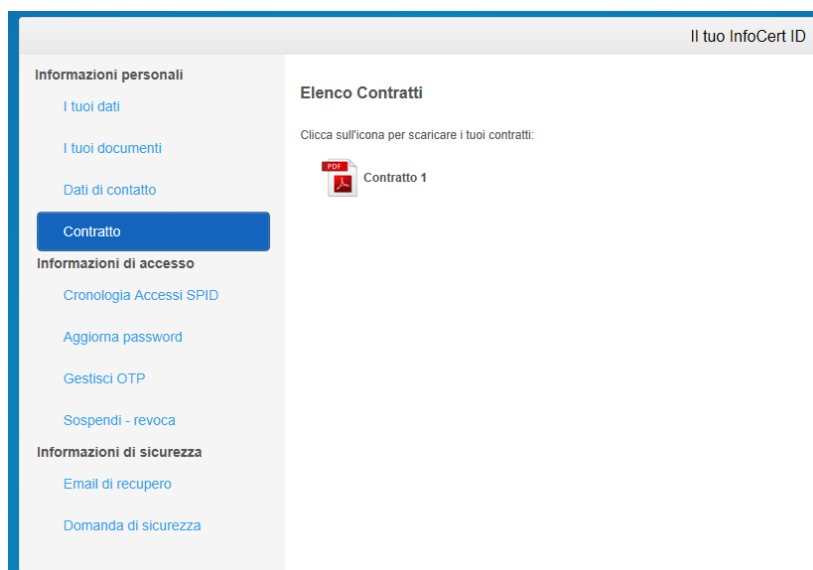 Il tuo InfoCert ID
Informazioni personali
I tuoi dati
I tuoi documenti
Dati di contatto
Contratto
Informazioni di accesso
Cronologia Accessi SPID
Aggiorna password
Gestisci OTP
Sospendi - revoca
Informazioni di sicurezza
Email di recupero
Domanda di sicurezza
Elenco Contratti
Clicca sull'icona per scaricare i tuoi contratti:
PDF
Contratto 1